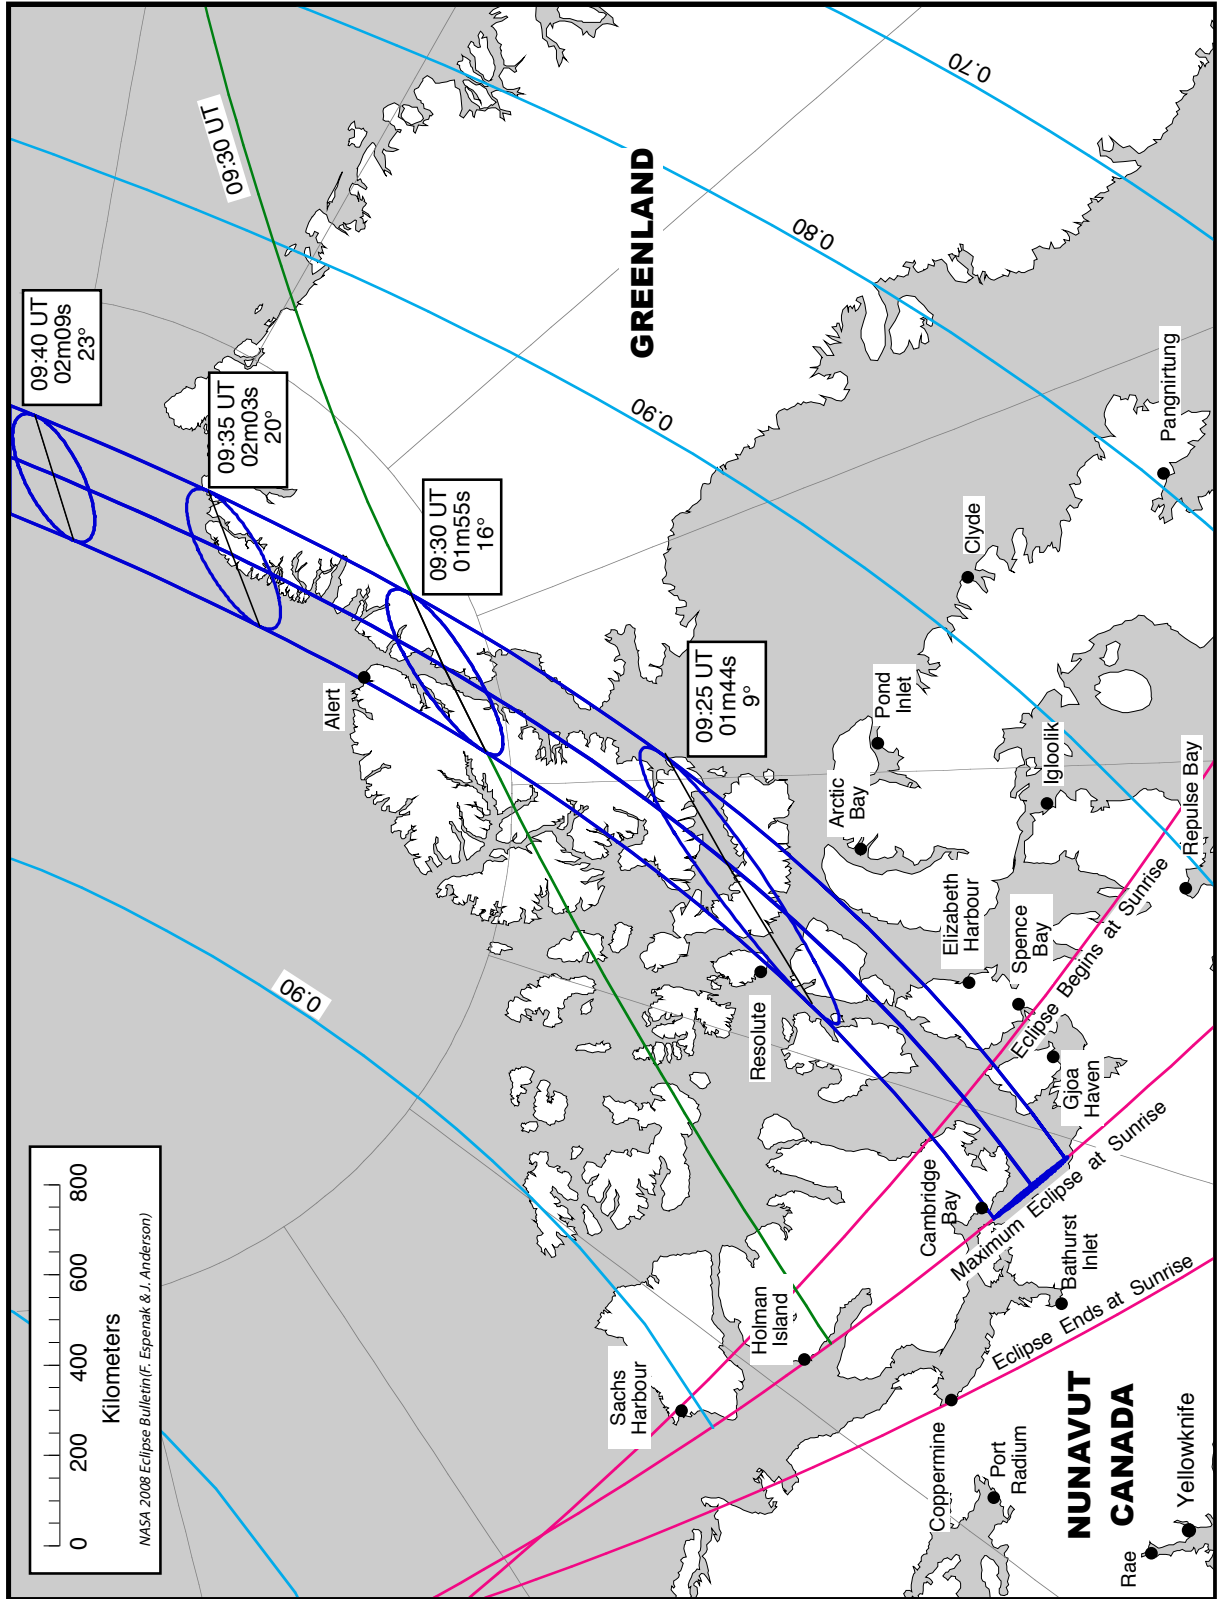 09:30 UT
0.70
09:40 UT
02m09s
23°
GREENLAND
0.80
09:35 UT
02m03s
20°
0.90
Pangnirtung
09:30 UT
01m55s
16°
Clyde
Alert
09:25 UT
01m44s
9°
Pond
Inlet
Igloolik
Arctic
Bay
Repulse Bay
Elizabeth
Harbour
Spence
Bay
Eclipse Begins at Sunrise
0.90
Resolute
Gjoa
Haven
Cambridge
Bay
Maximum Eclipse at Sunrise
Bathurst
Inlet
Eclipse Ends at Sunrise
Holman
Island
Sachs
Harbour
Coppermine
Port
Radium
NUNAVUT
CANADA
Yellowknife
Rae
0 200 400 600 800
Kilometers
NASA 2008 Eclipse Bulletin(F. Espenak & J. Anderson)